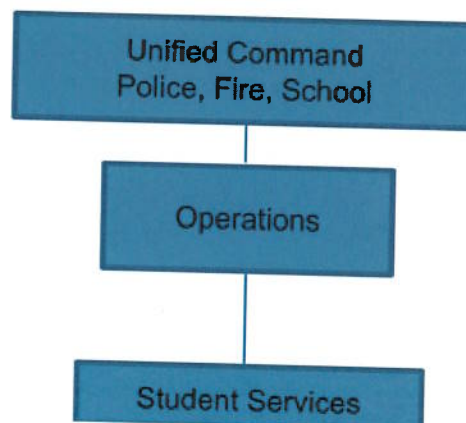 Unified Command
Police, Fire, School
Operations
Student Services